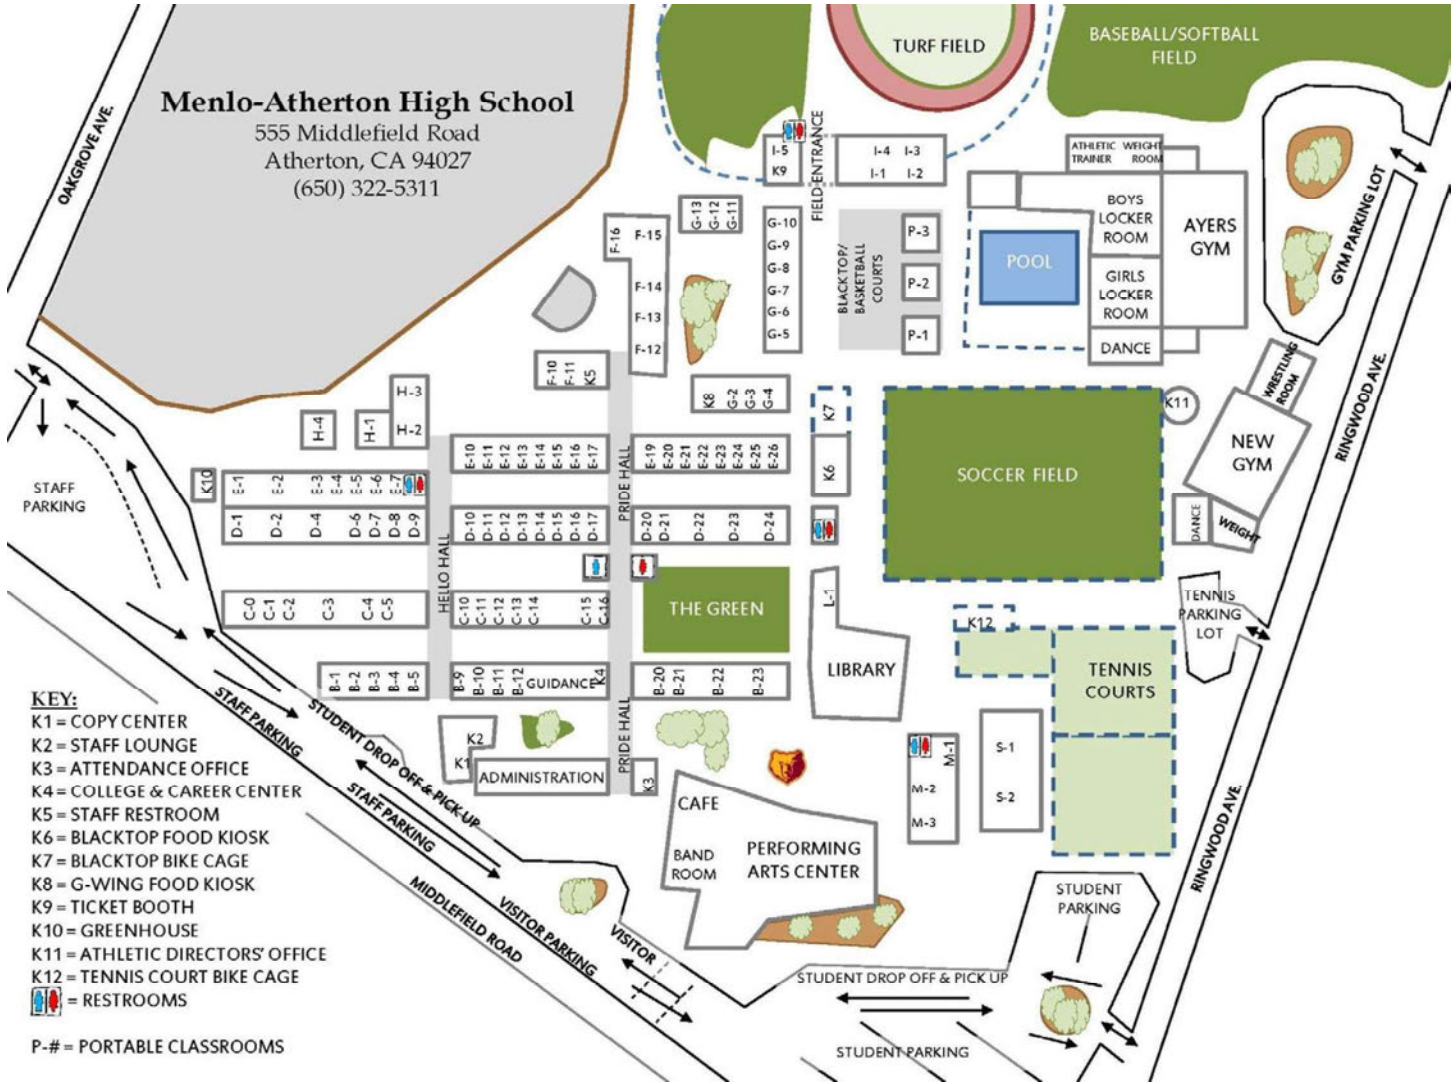 Menlo-Atherton High School
555 Middlefield Road
Atherton, CA 94027
(650) 322-5311
OAKGROVE AVE.
TURF FIELD
BASEBALL/SOFTBALL
FIELD
I-5
K9
FIELD ENTRANCE
I-4 I-3
I-1 I-2
ATHLETIC
TRAINER
WEIGHT
ROOM
BOYS
LOCKER
ROOM
GIRLS
LOCKER
ROOM
DANCE
AYERS
GYM
POOL
GYM PARKING LOT
G-13
G-12
G-11
G-10
G-9
G-8
G-7
G-6
G-5
BLACKTOP/
BASKETBALL
COURTS
P-3
P-2
P-1
F-16
F-15
F-14
F-13
F-12
F-10
F-11
K5
K8
G-2
G-3
G-4
K7
K6
K11
WRESTLING
ROOM
NEW
GYM
DANCE
WEIGHT
RINGWOOD AVE.
SOCCER FIELD
H-3
H-2
H-1
H-4
STAFF
PARKING
K10
E-1
E-2
E-3
E-4
E-5
E-6
E-7
E-10
E-11
E-12
E-13
E-14
E-15
E-16
E-17
PRIDE HALL
E-19
E-20
E-21
E-22
E-23
E-24
E-25
E-26
D-1
D-2
D-4
D-6
D-7
D-8
D-9
D-10
D-11
D-12
D-13
D-14
D-15
D-16
D-17
D-20
D-21
D-22
D-23
D-24
HELLO HALL
C-0
C-1
C-2
C-3
C-4
C-5
C-10
C-11
C-12
C-13
C-14
C-15
C-16
THE GREEN
L-1
LIBRARY
K12
TENNIS
COURTS
TENNIS
PARKING
LOT
B-1
B-2
B-3
B-4
B-5
B-9
B-10
B-11
B-12
GUIDANCE
K4
B-20
B-21
B-22
B-23
PRIDE HALL
K2
K1
ADMINISTRATION
K3
CAFE
BAND
ROOM
PERFORMING
ARTS CENTER
M-1
M-2
M-3
S-1
S-2
RINGWOOD AVE.
STUDENT
PARKING
STAFF PARKING
STUDENT DROP OFF & PICK UP
STAFF PARKING
MIDDLEFIELD ROAD
VISITOR PARKING
VISITOR
STUDENT DROP OFF & PICK UP
STUDENT PARKING
KEY:
K1 = COPY CENTER
K2 = STAFF LOUNGE
K3 = ATTENDANCE OFFICE
K4 = COLLEGE & CAREER CENTER
K5 = STAFF RESTROOM
K6 = BLACKTOP FOOD KIOSK
K7 = BLACKTOP BIKE CAGE
K8 = G-WING FOOD KIOSK
K9 = TICKET BOOTH
K10 = GREENHOUSE
K11 = ATHLETIC DIRECTORS' OFFICE
K12 = TENNIS COURT BIKE CAGE
= RESTROOMS
P-# = PORTABLE CLASSROOMS